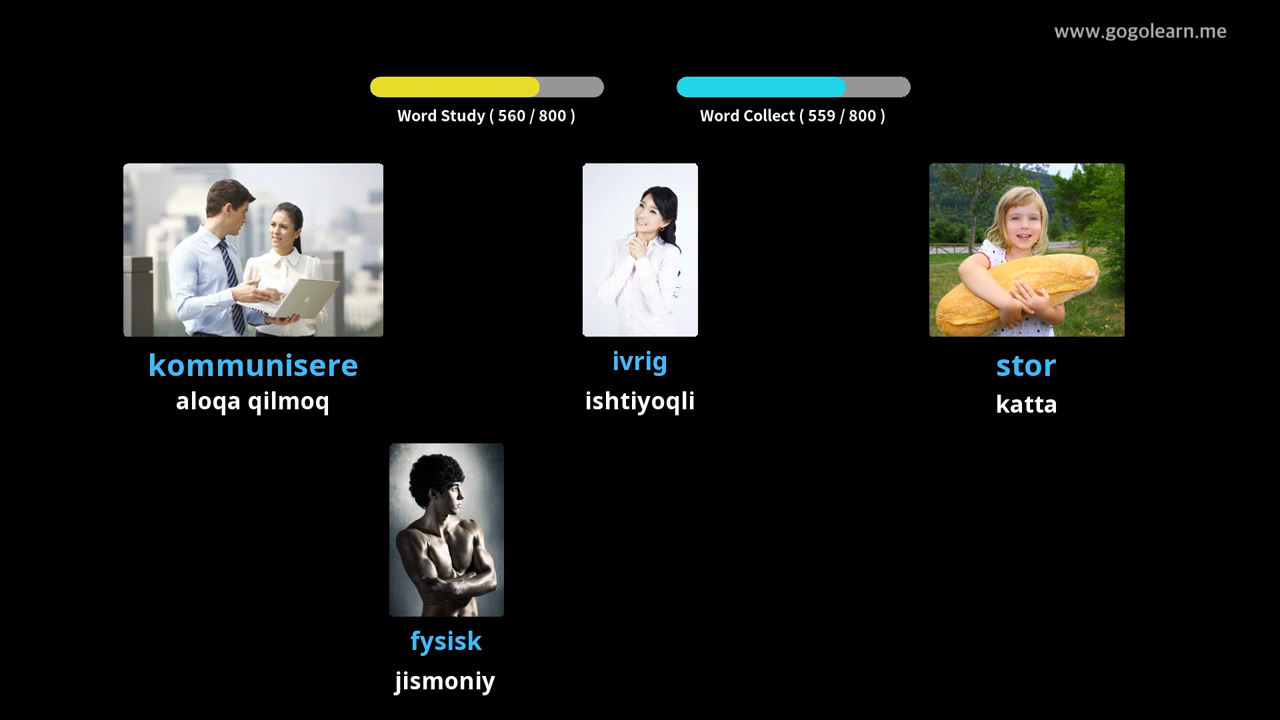 www.gogolearn.me
Word Study ( 560 / 800 )
Word Collect ( 559 / 800 )
kommunisere
aloqa qilmoq
ivrig
ishtiyoqli
stor
katta
fysisk
jismoniy